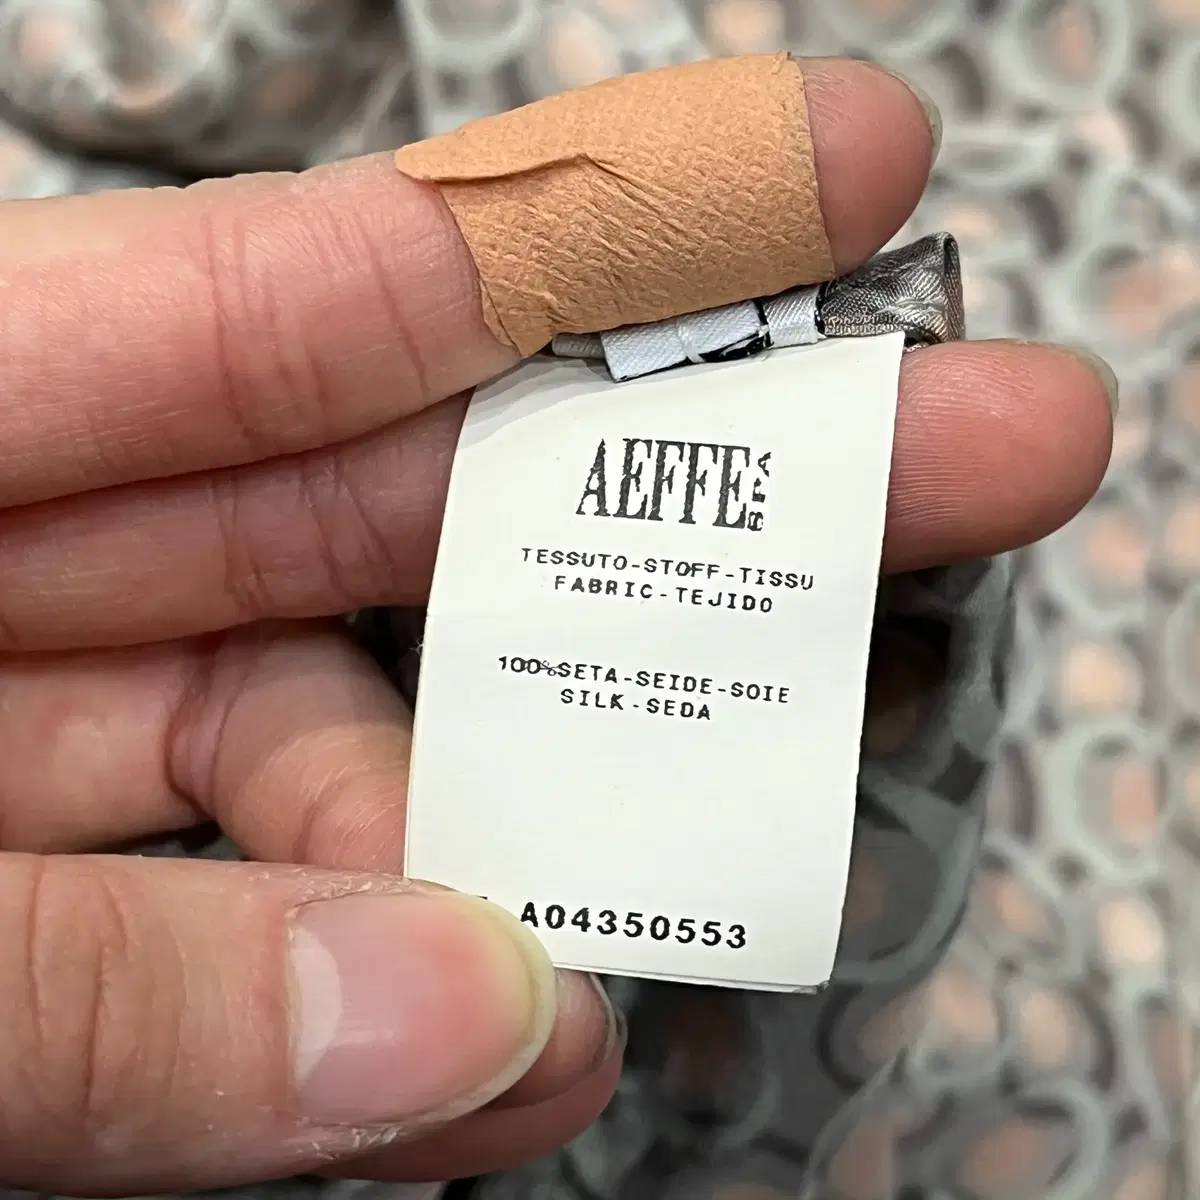 AEFFE SPA
TESSUTO-STOFF-TISSU
FABRIC-TEJIDO
100%SETA-SEIDE-SOIE
SILK-SEDA
A04350553